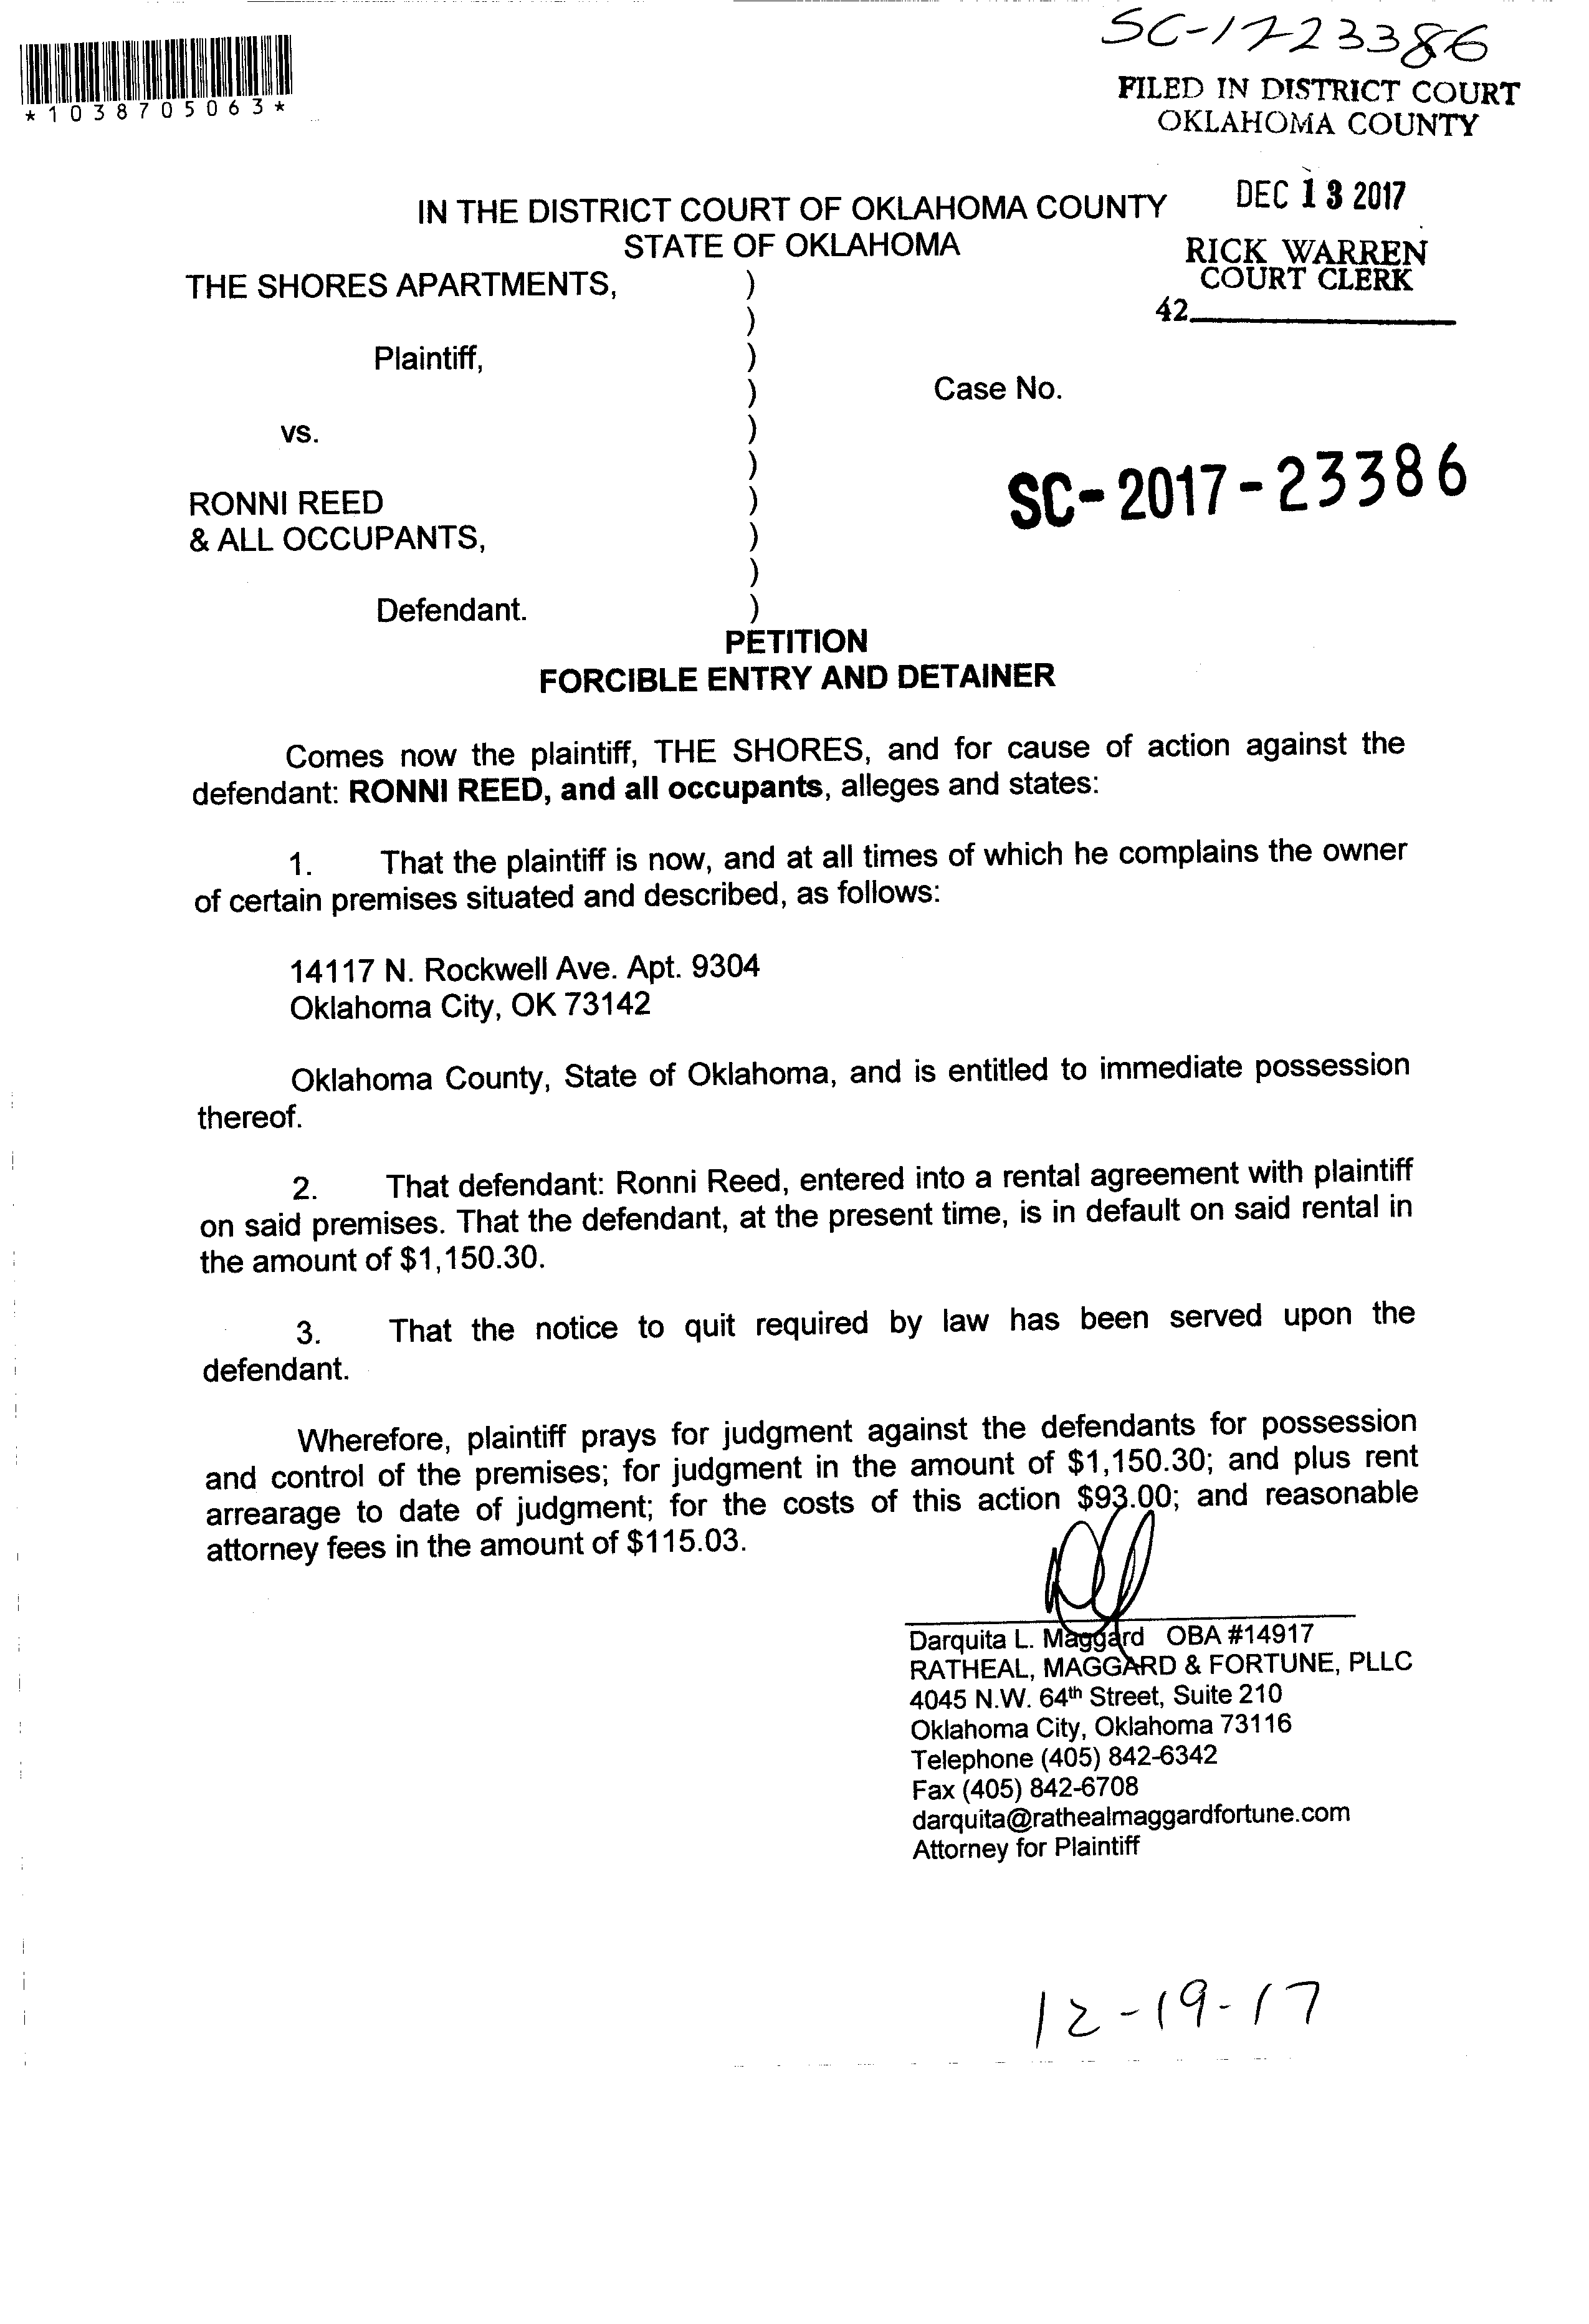 SC-1723386
*1038705063*
FILED IN DISTRICT COURT
OKLAHOMA COUNTY
DEC 13 2017
RICK WARREN
COURT CLERK
42
IN THE DISTRICT COURT OF OKLAHOMA COUNTY
STATE OF OKLAHOMA
THE SHORES APARTMENTS, )
)
Plaintiff, )
) Case No.
vs. )
)
RONNI REED ) SC-2017-23386
& ALL OCCUPANTS, )
)
Defendant. )
PETITION
FORCIBLE ENTRY AND DETAINER
Comes now the plaintiff, THE SHORES, and for cause of action against the
defendant: RONNI REED, and all occupants, alleges and states:
1. That the plaintiff is now, and at all times of which he complains the owner
of certain premises situated and described, as follows:
14117 N. Rockwell Ave. Apt. 9304
Oklahoma City, OK 73142
Oklahoma County, State of Oklahoma, and is entitled to immediate possession
thereof.
2. That defendant: Ronni Reed, entered into a rental agreement with plaintiff
on said premises. That the defendant, at the present time, is in default on said rental in
the amount of $1,150.30.
3. That the notice to quit required by law has been served upon the
defendant.
Wherefore, plaintiff prays for judgment against the defendants for possession
and control of the premises; for judgment in the amount of $1,150.30; and plus rent
arrearage to date of judgment; for the costs of this action $93.00; and reasonable
attorney fees in the amount of $115.03.
Darquita L. Maggard OBA #14917
RATHEAL, MAGGARD & FORTUNE, PLLC
4045 N.W. 64th Street, Suite 210
Oklahoma City, Oklahoma 73116
Telephone (405) 842-6342
Fax (405) 842-6708
darquita@rathealmaggardfortune.com
Attorney for Plaintiff
12-19-17